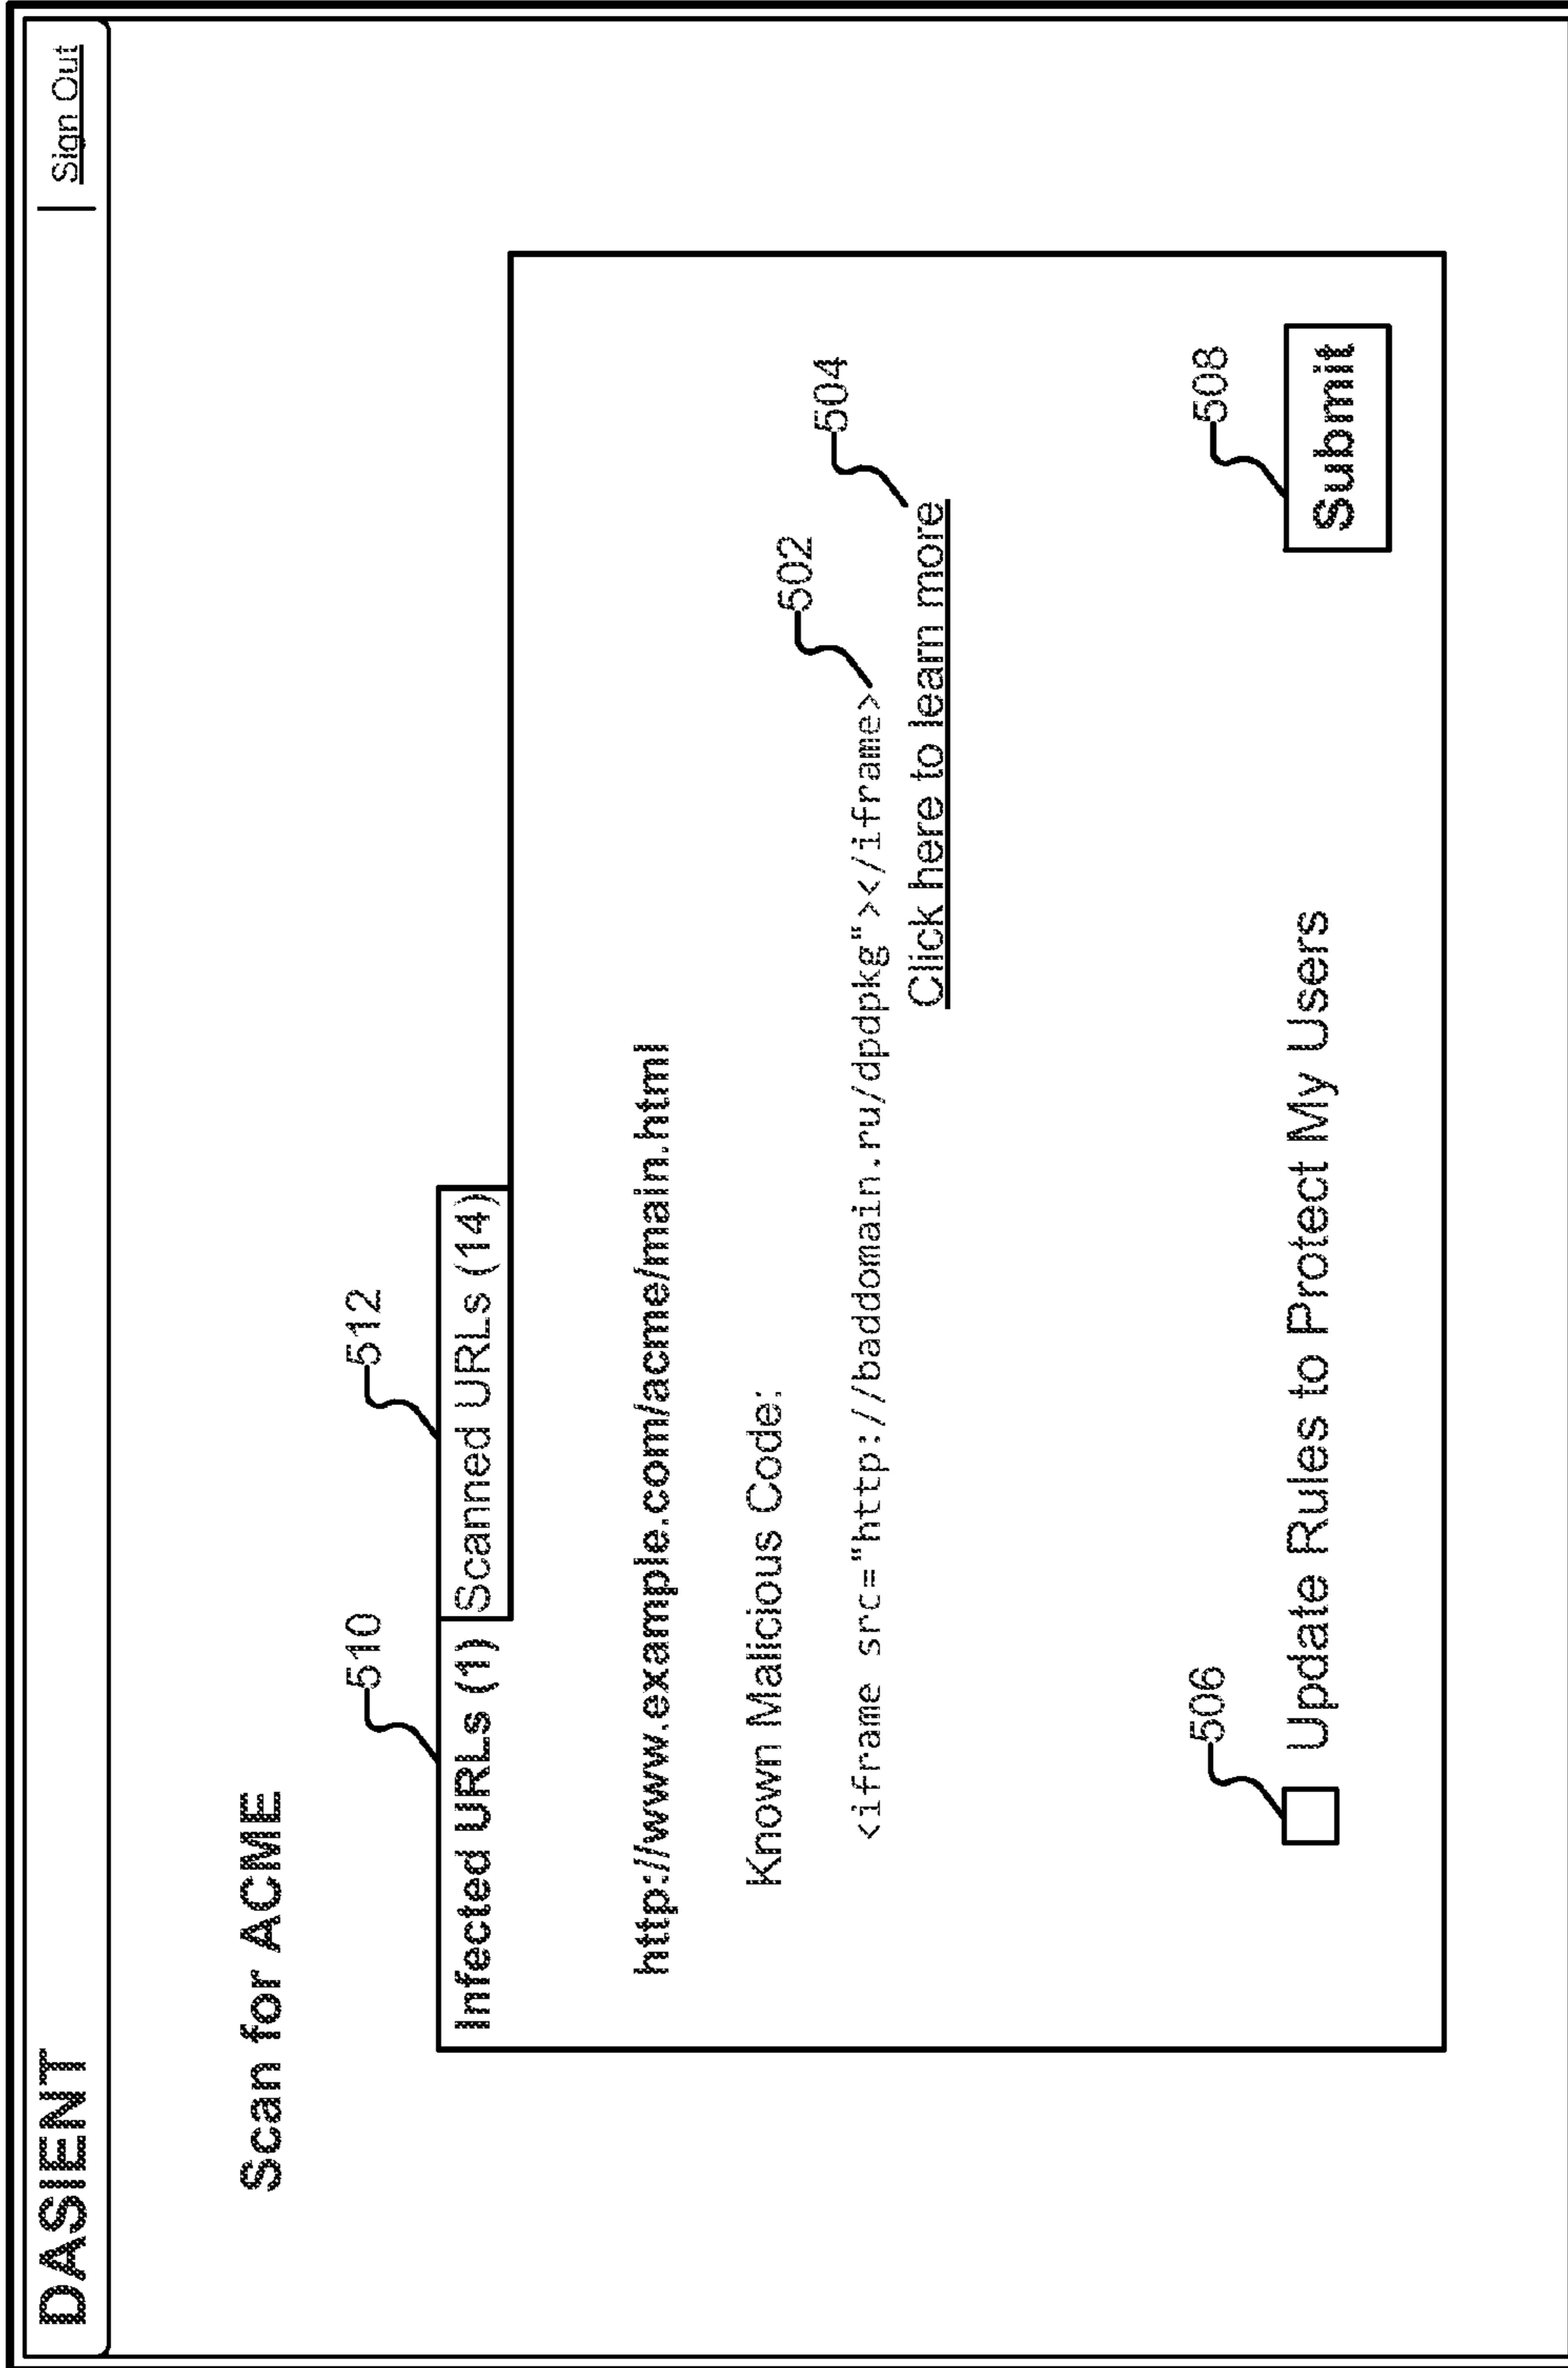 DASIENT
Sign Out
Scan for ACME
510
512
Infected URLs (1)
Scanned URLs (14)
http://www.example.com/acme/main.html
Known Malicious Code:
502
<iframe src="http://baddomain.ru/dpdpkg"></iframe>
504
Click here to learn more
506
Update Rules to Protect My Users
508
Submit